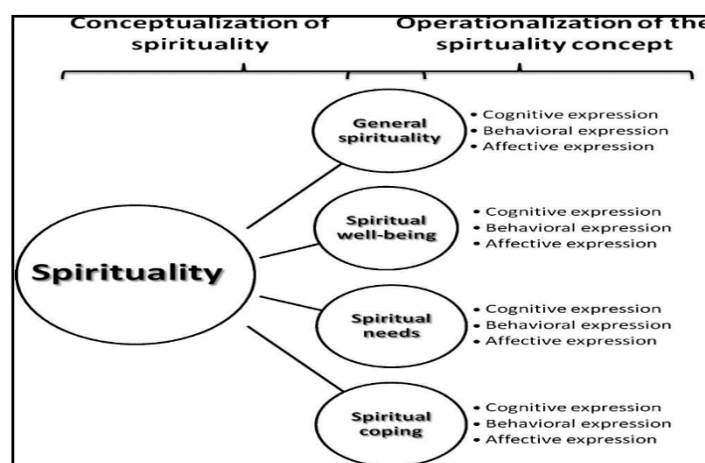 Conceptualization of
spirituality
Operationalization of the
spirtuality concept
General
spirituality
• Cognitive expression
• Behavioral expression
• Affective expression
Spiritual
well-being
• Cognitive expression
• Behavioral expression
• Affective expression
Spirituality
Spiritual
needs
• Cognitive expression
• Behavioral expression
• Affective expression
Spiritual
coping
• Cognitive expression
• Behavioral expression
• Affective expression